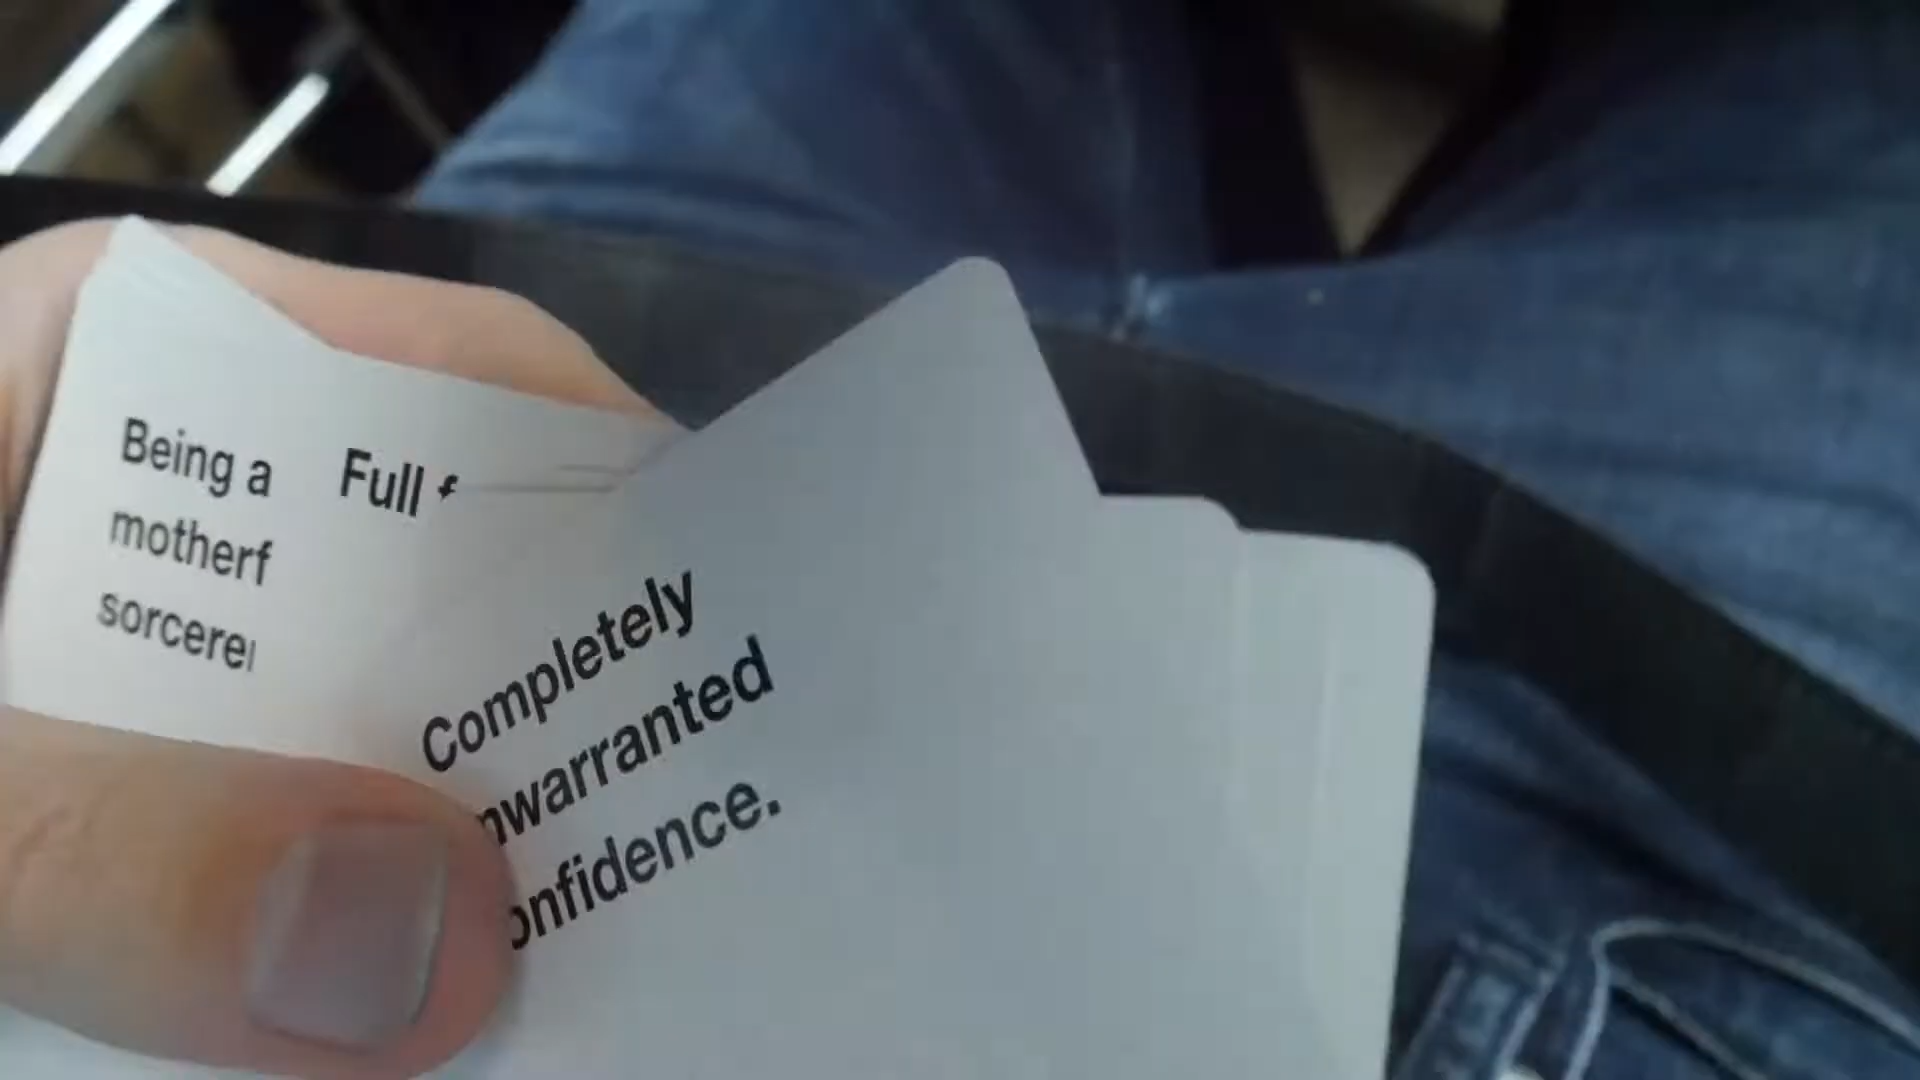 Being a
motherf
sorcerer
Full f
Completely
nwarranted
onfidence.